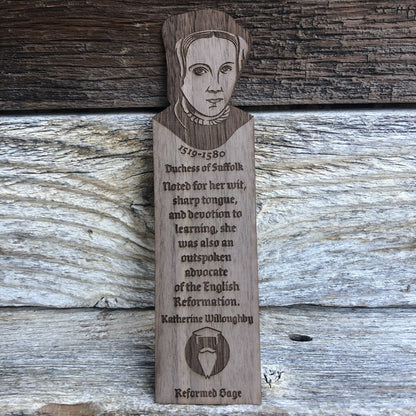 1519-1580
Duchess of Suffolk
Noted for her wit,
sharp tongue,
and devotion to
learning, she
was also an
outspoken
advocate
of the English
Reformation.
Katherine Willoughby
Reformed Sage